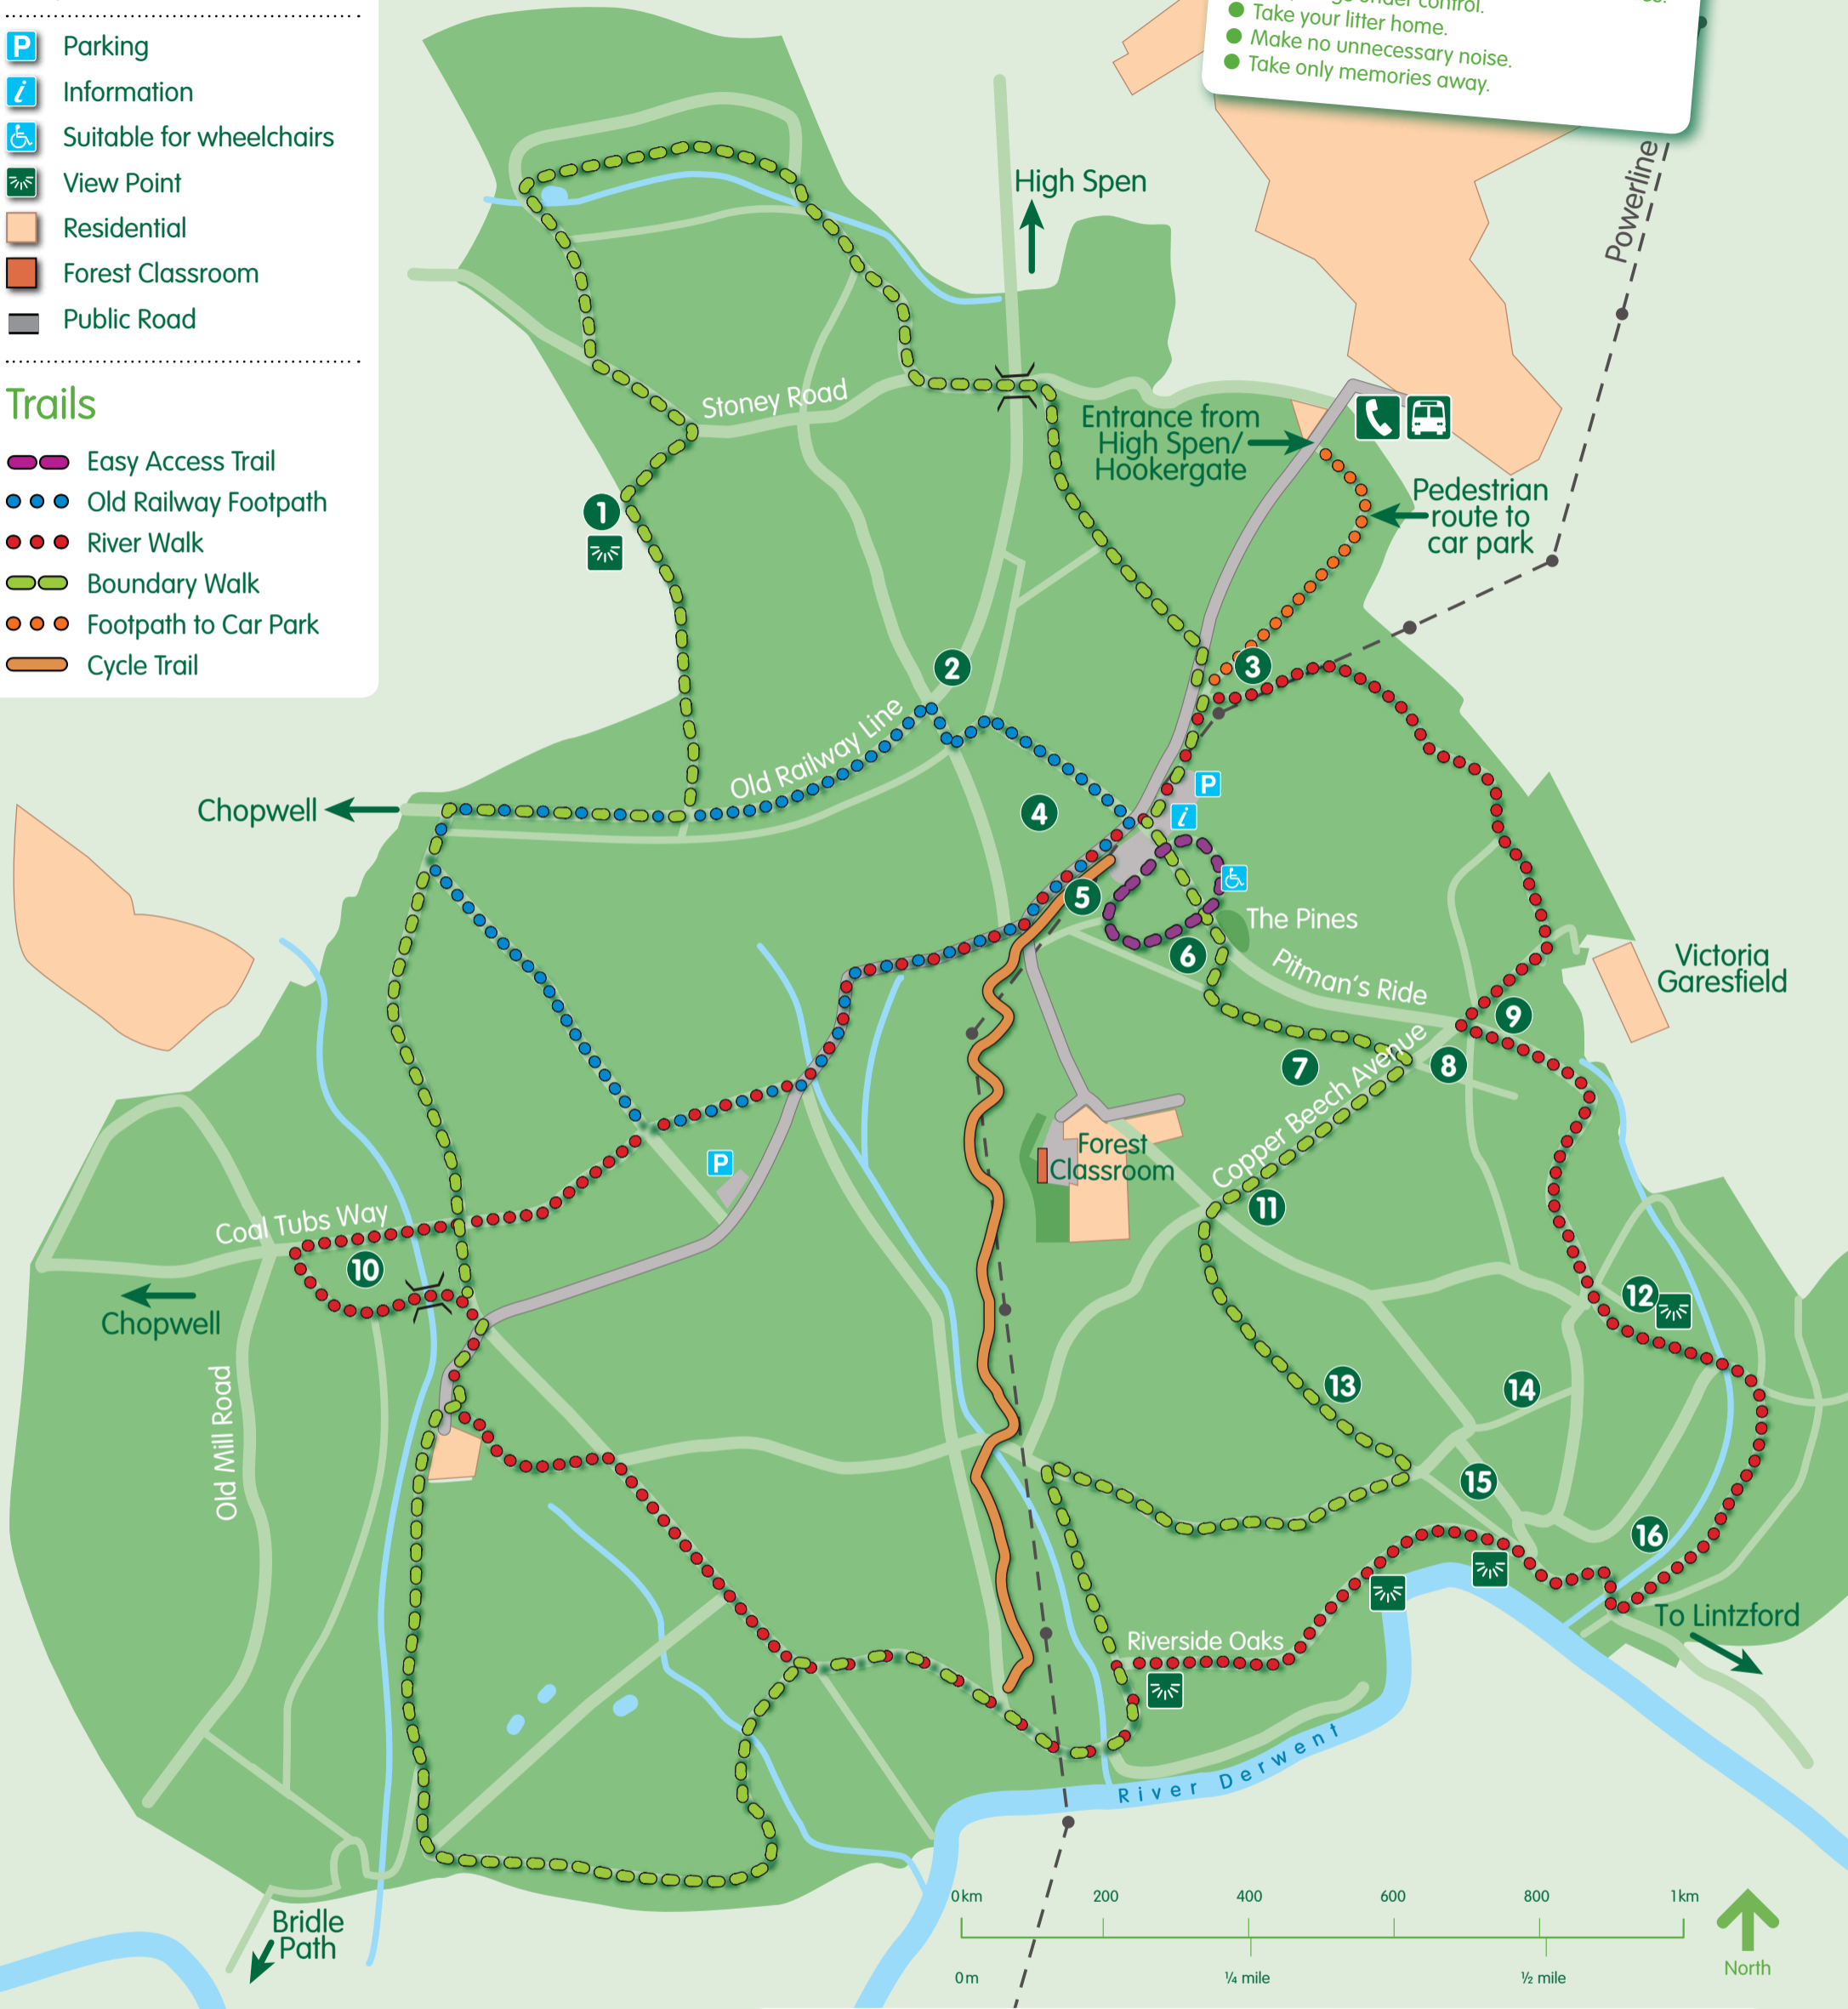 Parking
Information
Suitable for wheelchairs
View Point
Residential
Forest Classroom
Public Road
Trails
Easy Access Trail
Old Railway Footpath
River Walk
Boundary Walk
Footpath to Car Park
Cycle Trail
under control.
Take your litter home.
Make no unnecessary noise.
Take only memories away.
Powerline
High Spen
Stoney Road
Entrance from
High Spen/
Hookergate
Pedestrian
route to
car park
1
2
3
Old Railway Line
Chopwell
P
i
4
5
The Pines
6
Pitman's Ride
Victoria
Garesfield
9
7
8
Copper Beech Avenue
Forest
Classroom
P
11
Coal Tubs Way
10
Chopwell
12
13
14
Old Mill Road
15
16
To Lintzford
Riverside Oaks
River Derwent
Bridle
Path
0km
200
400
600
800
1km
0m
¼ mile
½ mile
North